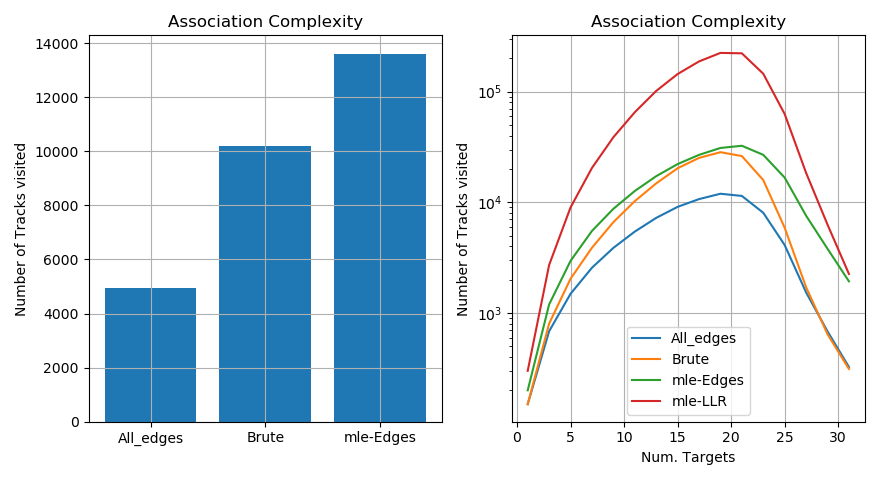 Association Complexity
Number of Tracks visited
14000
12000
10000
8000
6000
4000
2000
0
All_edges
Brute
mle-Edges
Association Complexity
Number of Tracks visited
10^5
10^4
10^3
All_edges
Brute
mle-Edges
mle-LLR
0 5 10 15 20 25 30
Num. Targets